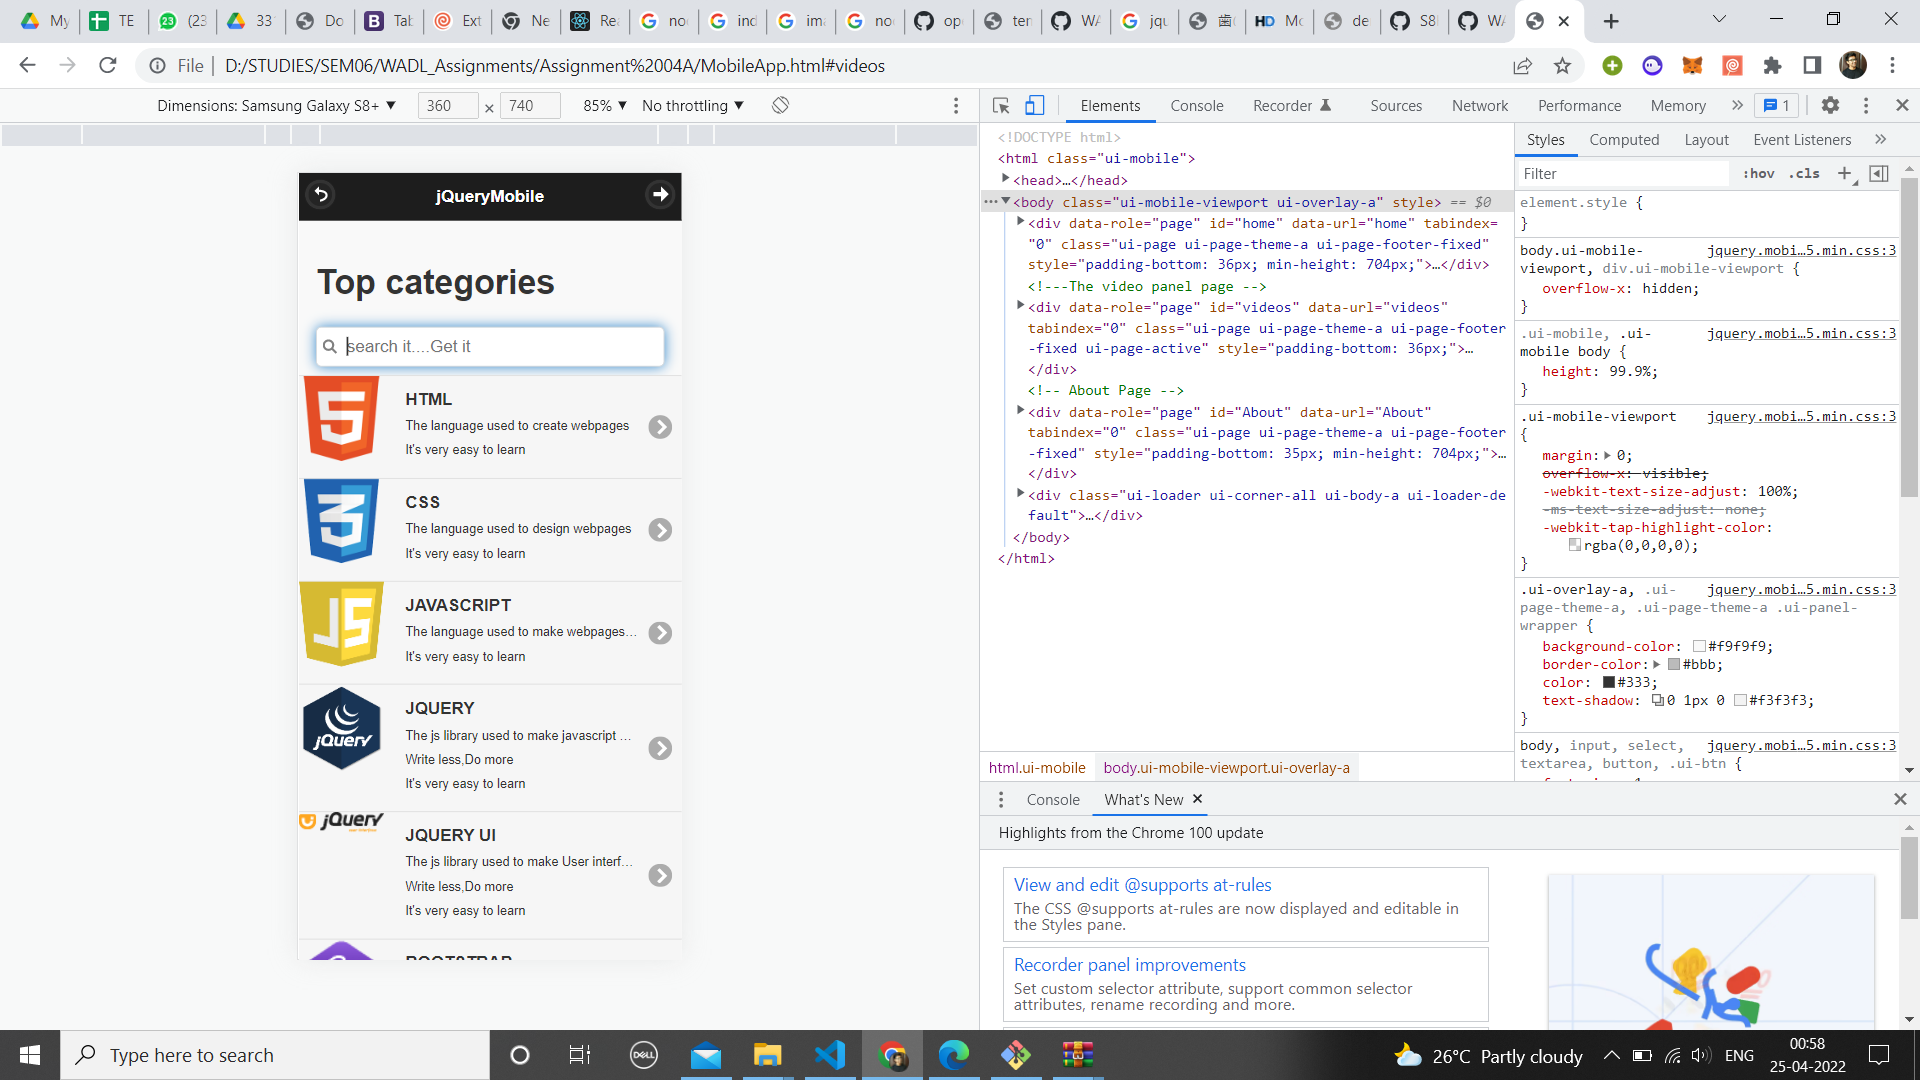 My
TE
(23
33
Do
Tab
Ext
Ne
Rea
noo
ind
ima
noo
ope
ten
WA
jqu
歯
Mo
de
S8
WA
File
D:/STUDIES/SEM06/WADL_Assignments/Assignment%2004A/MobileApp.html#videos
Dimensions: Samsung Galaxy S8+ ▼ 360 × 740 85% ▼ No throttling ▼
jQueryMobile
Top categories
search it....Get it
HTML
The language used to create webpages
It's very easy to learn
CSS
The language used to design webpages
It's very easy to learn
JS
JAVASCRIPT
The language used to make webpages...
It's very easy to learn
jQuery
JQUERY
The js library used to make javascript ...
Write less,Do more
It's very easy to learn
jQuery
JQUERY UI
The js library used to make User interf...
Write less,Do more
It's very easy to learn
BOOTSTRAP
Elements Console Recorder Sources Network Performance Memory » 1
<!DOCTYPE html>
<html class="ui-mobile">
<head>…</head>
<body class="ui-mobile-viewport ui-overlay-a" style> == $0
<div data-role="page" id="home" data-url="home" tabindex=
"0" class="ui-page ui-page-theme-a ui-page-footer-fixed"
style="padding-bottom: 36px; min-height: 704px;">…</div>
<!---The video panel page -->
<div data-role="page" id="videos" data-url="videos"
tabindex="0" class="ui-page ui-page-theme-a ui-page-footer
-fixed ui-page-active" style="padding-bottom: 36px;">…
</div>
<!-- About Page -->
<div data-role="page" id="About" data-url="About"
tabindex="0" class="ui-page ui-page-theme-a ui-page-footer
-fixed" style="padding-bottom: 35px; min-height: 704px;">…
</div>
<div class="ui-loader ui-corner-all ui-body-a ui-loader-de
fault">…</div>
</body>
</html>
html.ui-mobile body.ui-mobile-viewport.ui-overlay-a
Styles Computed Layout Event Listeners »
Filter :hov .cls
element.style {
}
body.ui-mobile- jquery.mobi…5.min.css:3
viewport, div.ui-mobile-viewport {
overflow-x: hidden;
}
.ui-mobile, .ui- jquery.mobi…5.min.css:3
mobile body {
height: 99.9%;
}
.ui-mobile-viewport jquery.mobi…5.min.css:3
{
margin: 0;
overflow-x: visible;
-webkit-text-size-adjust: 100%;
-ms-text-size-adjust: none;
-webkit-tap-highlight-color:
rgba(0,0,0,0);
}
.ui-overlay-a, .ui- jquery.mobi…5.min.css:3
page-theme-a, .ui-page-theme-a .ui-panel-
wrapper {
background-color: #f9f9f9;
border-color: #bbb;
color: #333;
text-shadow: 0 1px 0 #f3f3f3;
}
body, input, select, jquery.mobi…5.min.css:3
textarea, button, .ui-btn {
Console What's New
Highlights from the Chrome 100 update
View and edit @supports at-rules
The CSS @supports at-rules are now displayed and editable in
the Styles pane.
Recorder panel improvements
Set custom selector attribute, support common selector
attributes, rename recording and more.
Type here to search
DELL
26°C Partly cloudy
ENG
00:58
25-04-2022